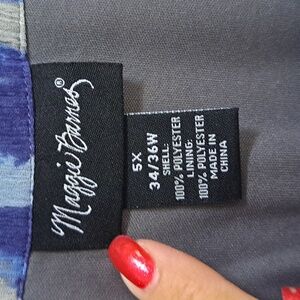 Maggie Barnes®
5X
34/36W
SHELL:
100% POLYESTER
LINING:
100% POLYESTER
MADE IN
CHINA